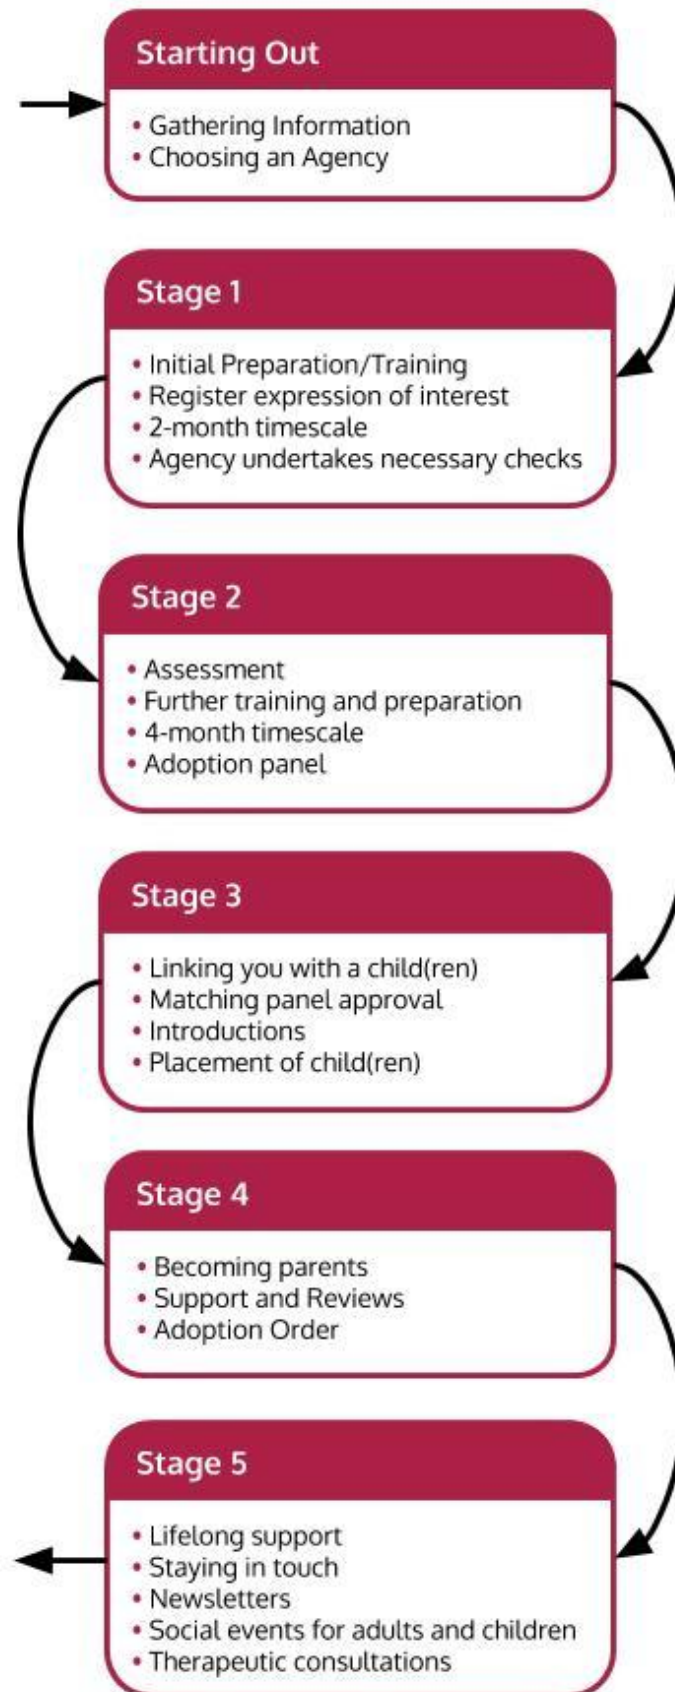 Starting Out
• Gathering Information
• Choosing an Agency
Stage 1
• Initial Preparation/Training
• Register expression of interest
• 2-month timescale
• Agency undertakes necessary checks
Stage 2
• Assessment
• Further training and preparation
• 4-month timescale
• Adoption panel
Stage 3
• Linking you with a child(ren)
• Matching panel approval
• Introductions
• Placement of child(ren)
Stage 4
• Becoming parents
• Support and Reviews
• Adoption Order
Stage 5
• Lifelong support
• Staying in touch
• Newsletters
• Social events for adults and children
• Therapeutic consultations